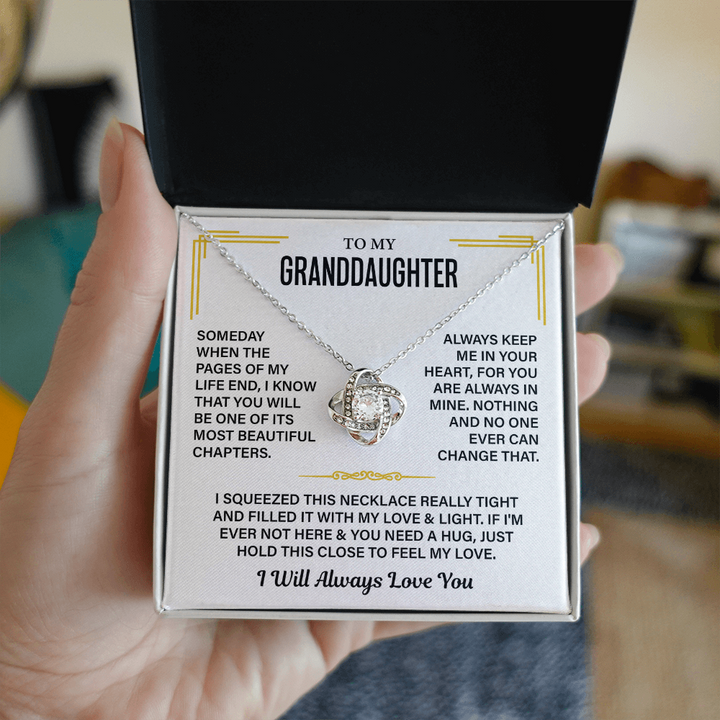 TO MY
GRANDDAUGHTER
SOMEDAY
WHEN THE
PAGES OF MY
LIFE END, I KNOW
THAT YOU WILL
BE ONE OF ITS
MOST BEAUTIFUL
CHAPTERS.
ALWAYS KEEP
ME IN YOUR
HEART, FOR YOU
ARE ALWAYS IN
MINE. NOTHING
AND NO ONE
EVER CAN
CHANGE THAT.
I SQUEEZED THIS NECKLACE REALLY TIGHT
AND FILLED IT WITH MY LOVE & LIGHT. IF I'M
EVER NOT HERE & YOU NEED A HUG, JUST
HOLD THIS CLOSE TO FEEL MY LOVE.
I Will Always Love You